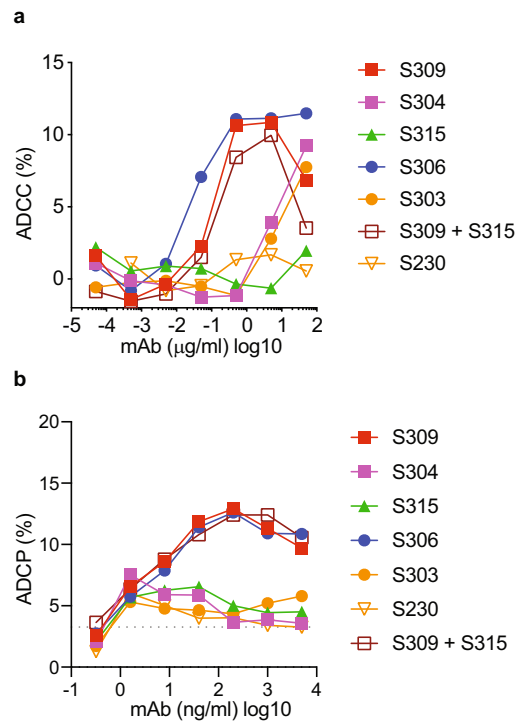 a
15
10
5
0
ADCC (%)
-5 -4 -3 -2 -1 0 1 2
mAb (μg/ml) log10
S309
S304
S315
S306
S303
S309 + S315
S230
b
20
15
10
5
0
ADCP (%)
-1 0 1 2 3 4
mAb (ng/ml) log10
S309
S304
S315
S306
S303
S230
S309 + S315